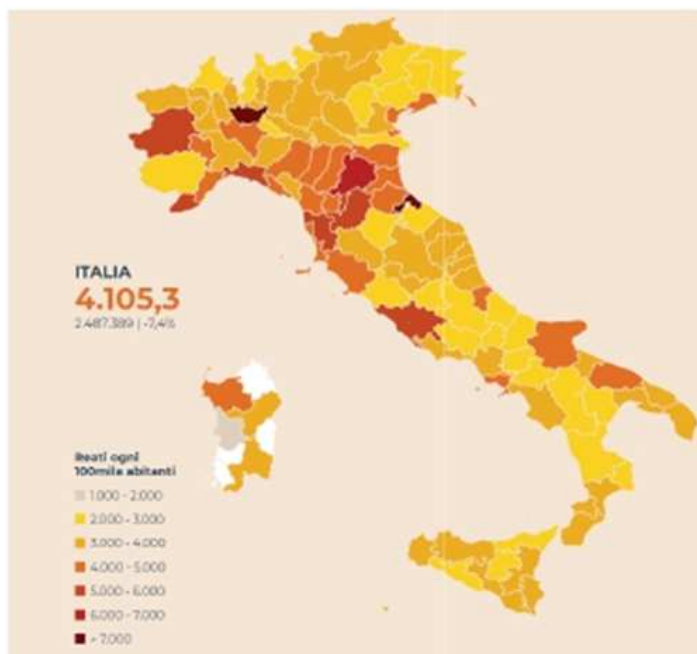 ITALIA
4.105,3
2.487.389 | -7,4%
Reati ogni
100mila abitanti
1.000 - 2.000
2.000 - 3.000
3.000 - 4.000
4.000 - 5.000
5.000 - 6.000
6.000 - 7.000
> 7.000